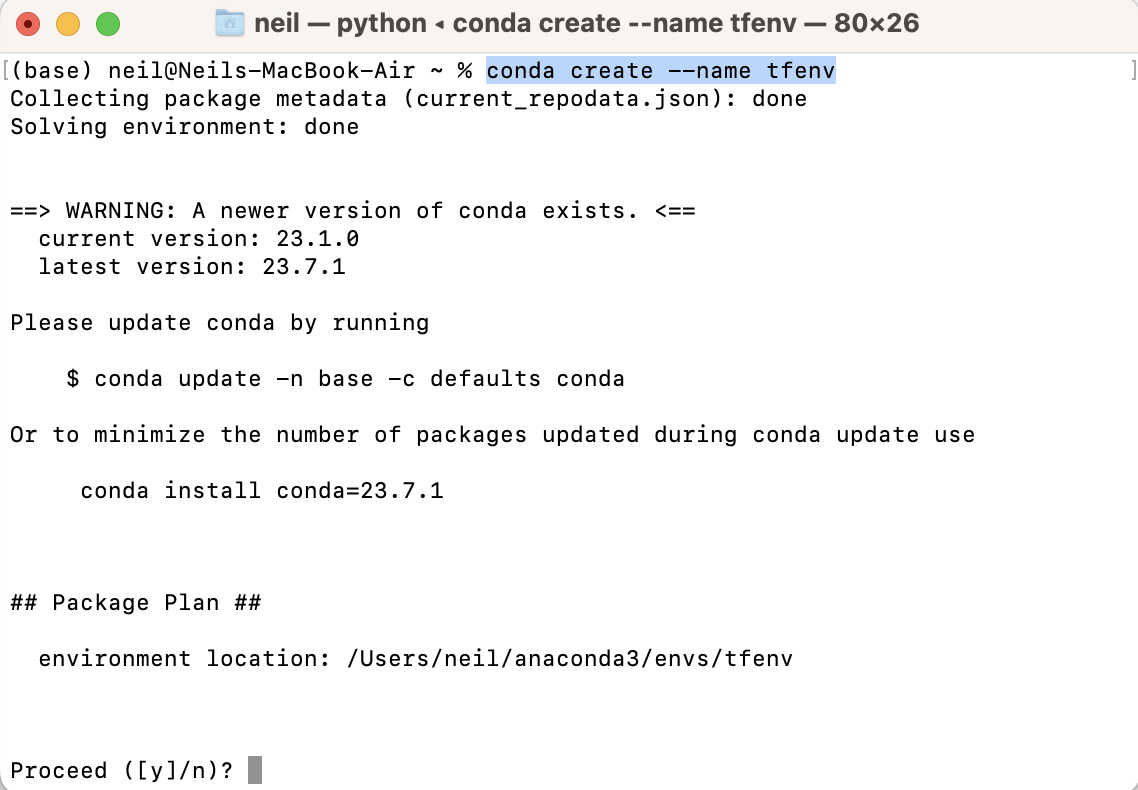 neil — python ◂ conda create --name tfenv — 80×26
[(base) neil@Neils-MacBook-Air ~ % conda create --name tfenv ]
Collecting package metadata (current_repodata.json): done
Solving environment: done
==> WARNING: A newer version of conda exists. <==
  current version: 23.1.0
  latest version: 23.7.1
Please update conda by running
    $ conda update -n base -c defaults conda
Or to minimize the number of packages updated during conda update use
     conda install conda=23.7.1
## Package Plan ##
  environment location: /Users/neil/anaconda3/envs/tfenv
Proceed ([y]/n)?